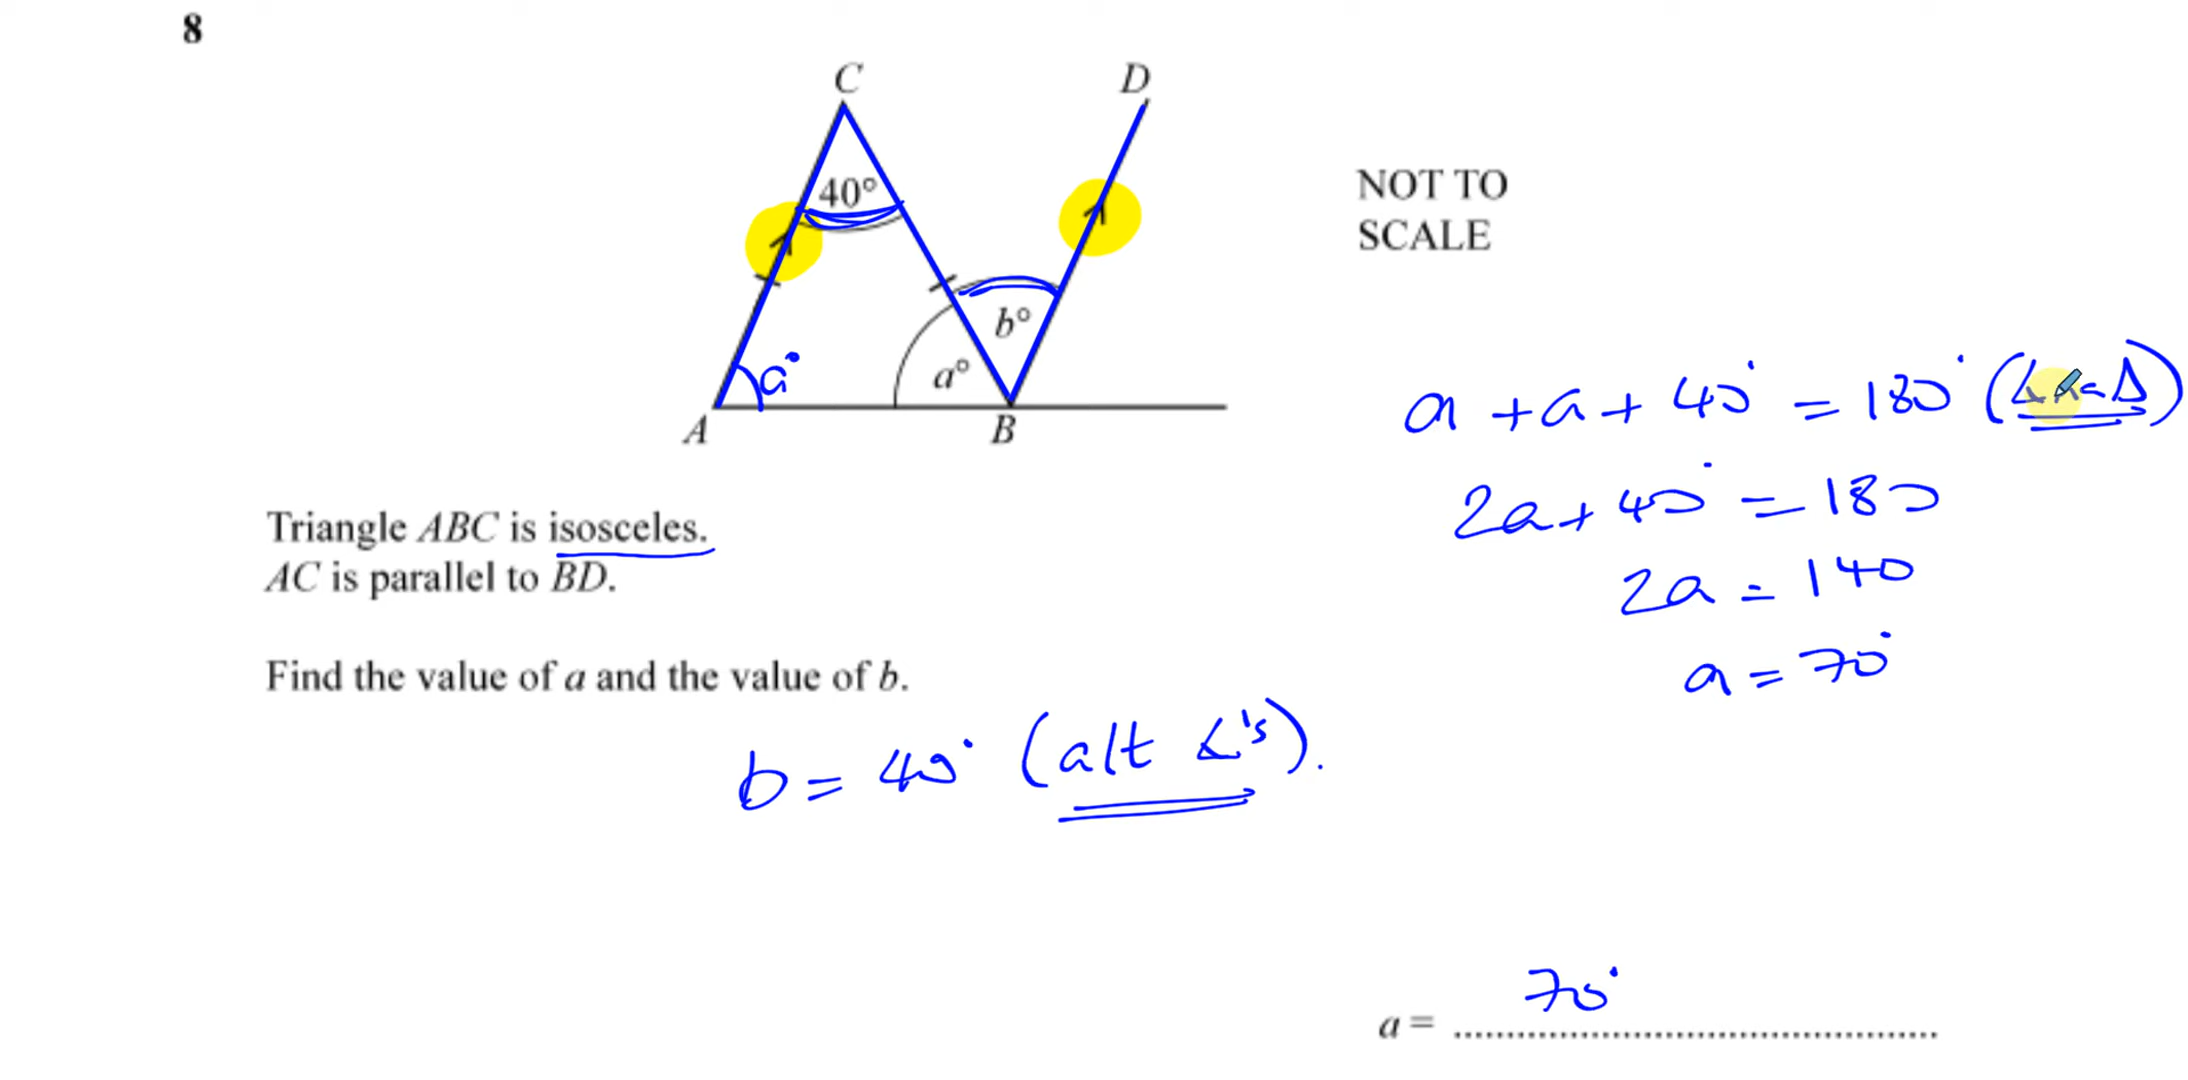 8
C
D
40°
NOT TO
SCALE
b°
a°
a°
A
B
a + a + 40° = 180° (
2a + 40° = 180
2a = 140
a = 70°
Triangle ABC is isosceles.
AC is parallel to BD.
Find the value of a and the value of b.
b = 40° (alt ∠'s).
70°
a = ........................................